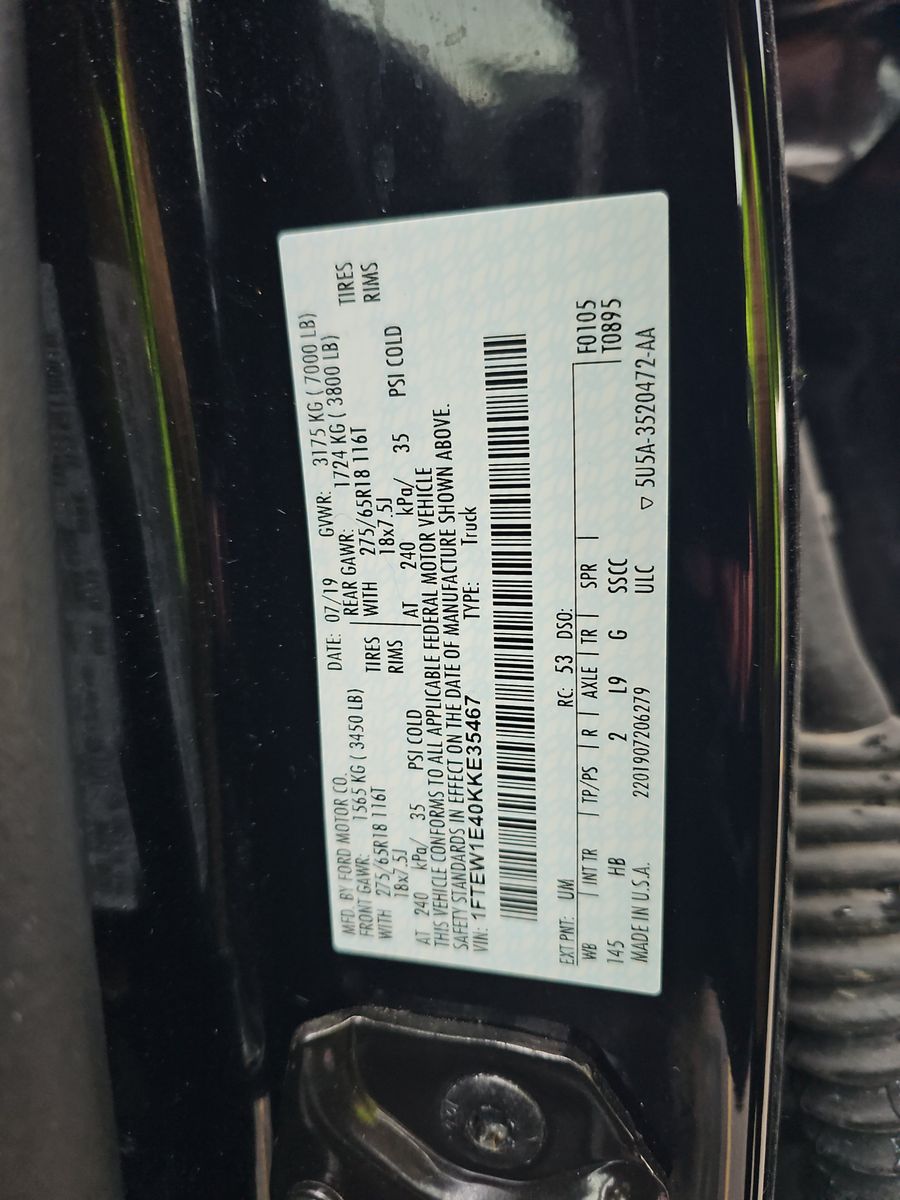 MFD. BY FORD MOTOR CO. DATE: 07/19 GVWR: 3175 KG ( 7000 LB)
FRONT GAWR: 1565 KG ( 3450 LB) REAR GAWR: 1724 KG ( 3800 LB)
WITH 275/65R18 116T TIRES WITH 275/65R18 116T TIRES
18x7.5J RIMS 18x7.5J RIMS
AT 240 kPa/ 35 PSI COLD AT 240 kPa/ 35 PSI COLD
THIS VEHICLE CONFORMS TO ALL APPLICABLE FEDERAL MOTOR VEHICLE
SAFETY STANDARDS IN EFFECT ON THE DATE OF MANUFACTURE SHOWN ABOVE.
VIN: 1FTEW1E40KKE35467 TYPE: Truck
EXT PNT: UM RC: 53 DSO:
WB | INT TR | TP/PS | R | AXLE | TR | SPR | F0105
145 HB 2 L9 G SSCC T0895
MADE IN U.S.A. 2201907206279 ULC ▽ 5U5A-3520472-AA